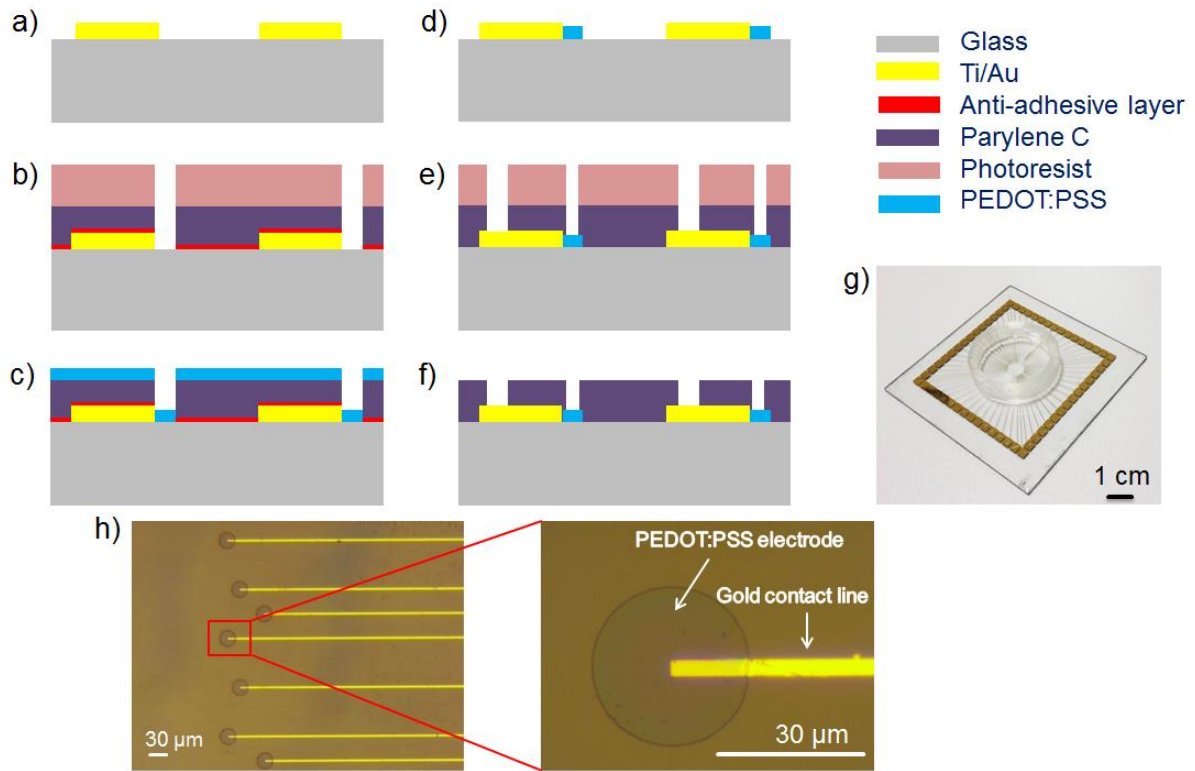 a)
d)
Glass
Ti/Au
Anti-adhesive layer
Parylene C
Photoresist
PEDOT:PSS
b)
e)
g)
1 cm
c)
f)
h)
30 µm
PEDOT:PSS electrode
Gold contact line
30 µm